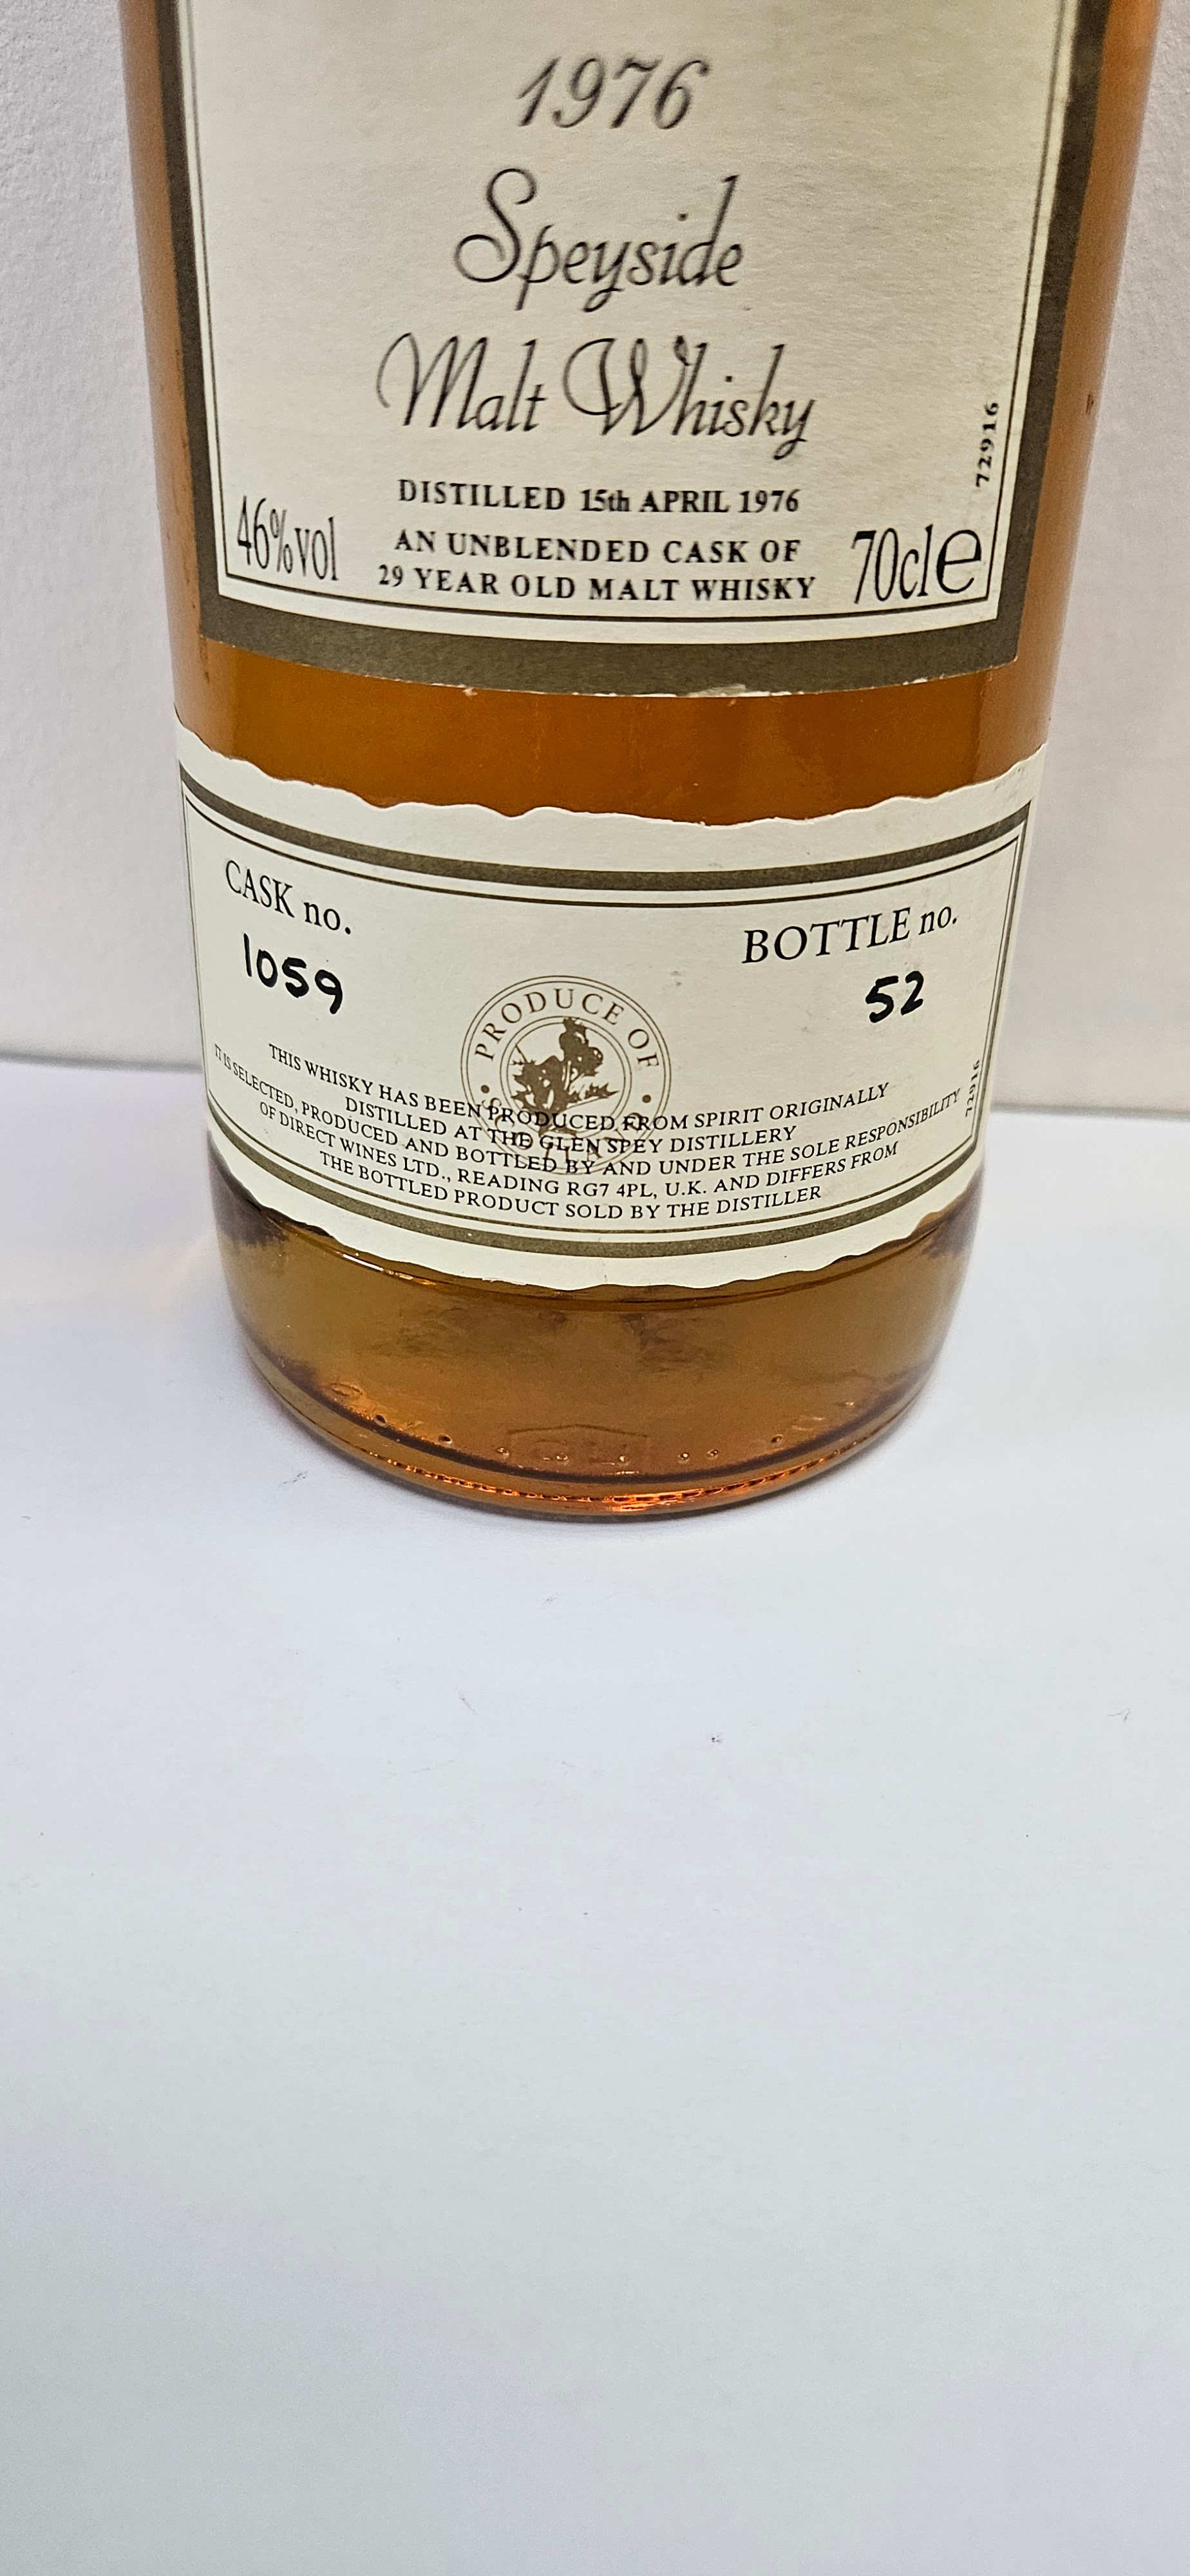 1976
Speyside
Malt Whisky
DISTILLED 15th APRIL 1976
AN UNBLENDED CASK OF
29 YEAR OLD MALT WHISKY
46%vol
70cl e
72916
CASK no.
1059
BOTTLE no.
52
PRODUCE OF
SCOTLAND
THIS WHISKY HAS BEEN PRODUCED FROM SPIRIT ORIGINALLY
DISTILLED AT THE GLEN SPEY DISTILLERY
IT IS SELECTED, PRODUCED AND BOTTLED BY AND UNDER THE SOLE RESPONSIBILITY
OF DIRECT WINES LTD., READING RG7 4PL, U.K. AND DIFFERS FROM
THE BOTTLED PRODUCT SOLD BY THE DISTILLER
72916